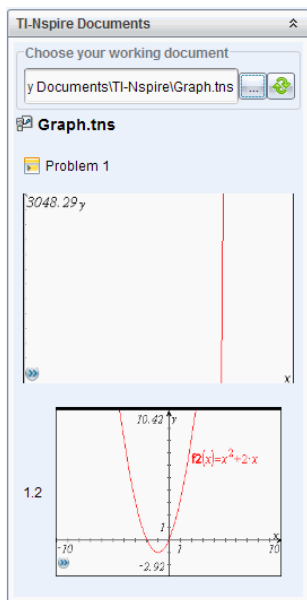 TI-Nspire Documents
Choose your working document
y Documents\TI-Nspire\Graph.tns
...
Graph.tns
Problem 1
3048.29 y
x
10.42 y
f2(x)=x²+2·x
1.2
1
x
-10
1
10
-2.92